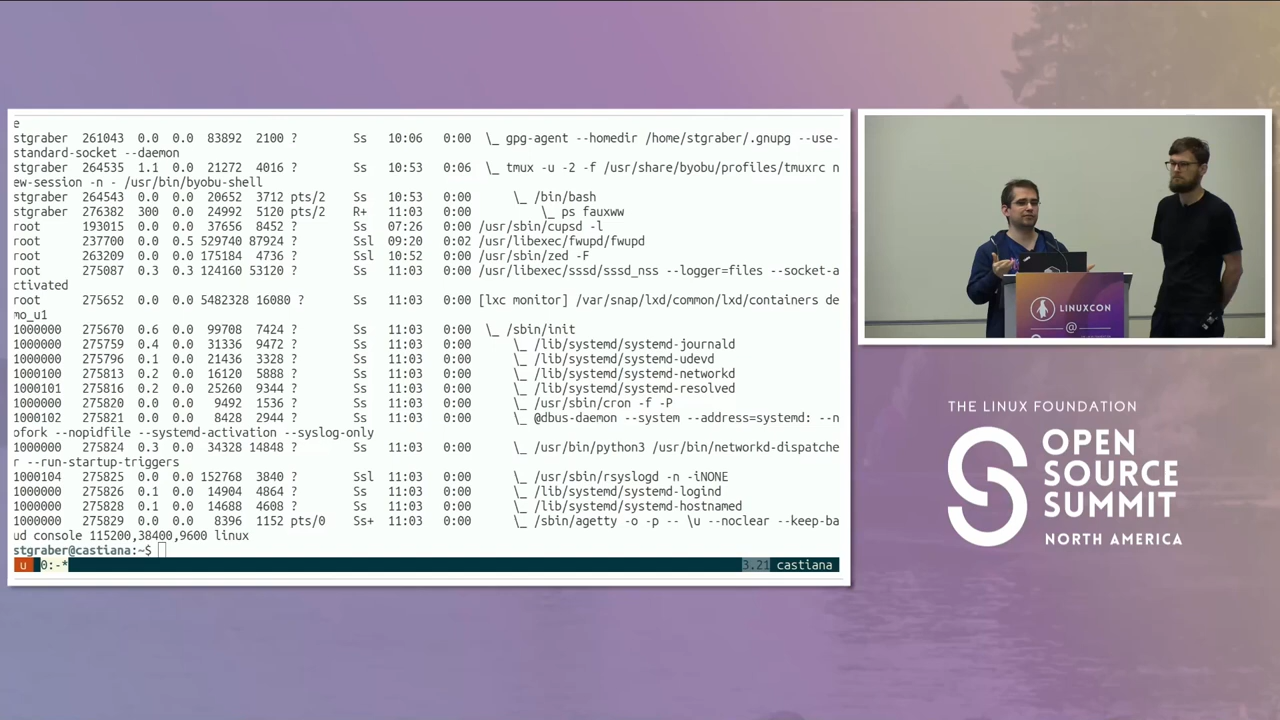 e
stgraber  261043  0.0  0.0  83892  2100 ?        Ss   10:06   0:00  \_ gpg-agent --homedir /home/stgraber/.gnupg --use-
standard-socket --daemon
stgraber  264535  1.1  0.0  21272  4016 ?        Ss   10:53   0:06  \_ tmux -u -2 -f /usr/share/byobu/profiles/tmuxrc n
ew-session -n - /usr/bin/byobu-shell
stgraber  264543  0.0  0.0  20652  3712 pts/2    Ss   10:53   0:00      \_ /bin/bash
stgraber  276382  300  0.0  24992  5120 pts/2    R+   11:03   0:00          \_ ps fauxww
root      193015  0.0  0.0  37656  8452 ?        Ss   07:26   0:00 /usr/sbin/cupsd -l
root      237700  0.0  0.5 529740 87924 ?        Ssl  09:20   0:02 /usr/libexec/fwupd/fwupd
root      263209  0.0  0.0 175184  4736 ?        Ssl  10:52   0:00 /usr/sbin/zed -F
root      275087  0.3  0.3 124160 53120 ?        Ss   11:03   0:00 /usr/libexec/sssd/sssd_nss --logger=files --socket-a
ctivated
root      275652  0.0  0.0 5482328 16080 ?       Ss   11:03   0:00 [lxc monitor] /var/snap/lxd/common/lxd/containers de
mo_u1
1000000   275670  0.6  0.0  99708  7424 ?        Ss   11:03   0:00  \_ /sbin/init
1000000   275759  0.4  0.0  31336  9472 ?        Ss   11:03   0:00      \_ /lib/systemd/systemd-journald
1000000   275796  0.1  0.0  21436  3328 ?        Ss   11:03   0:00      \_ /lib/systemd/systemd-udevd
1000100   275813  0.2  0.0  16120  5888 ?        Ss   11:03   0:00      \_ /lib/systemd/systemd-networkd
1000101   275816  0.2  0.0  25260  9344 ?        Ss   11:03   0:00      \_ /lib/systemd/systemd-resolved
1000000   275820  0.0  0.0   9492  1536 ?        Ss   11:03   0:00      \_ /usr/sbin/cron -f -P
1000102   275821  0.0  0.0   8428  2944 ?        Ss   11:03   0:00      \_ @dbus-daemon --system --address=systemd: --n
ofork --nopidfile --systemd-activation --syslog-only
1000000   275824  0.3  0.0  34328 14848 ?        Ss   11:03   0:00      \_ /usr/bin/python3 /usr/bin/networkd-dispatche
r --run-startup-triggers
1000104   275825  0.0  0.0 152768  3840 ?        Ssl  11:03   0:00      \_ /usr/sbin/rsyslogd -n -iNONE
1000000   275826  0.1  0.0  14904  4864 ?        Ss   11:03   0:00      \_ /lib/systemd/systemd-logind
1000000   275828  0.1  0.0  14688  4608 ?        Ss   11:03   0:00      \_ /lib/systemd/systemd-hostnamed
1000000   275829  0.0  0.0   8396  1152 pts/0    Ss+  11:03   0:00      \_ /sbin/agetty -o -p -- \u --noclear --keep-ba
ud console 115200,38400,9600 linux
stgraber@castiana:~$
u 0:-* 3.21 castiana
LINUXCON
@
THE LINUX FOUNDATION
OPEN
SOURCE
SUMMIT
NORTH AMERICA